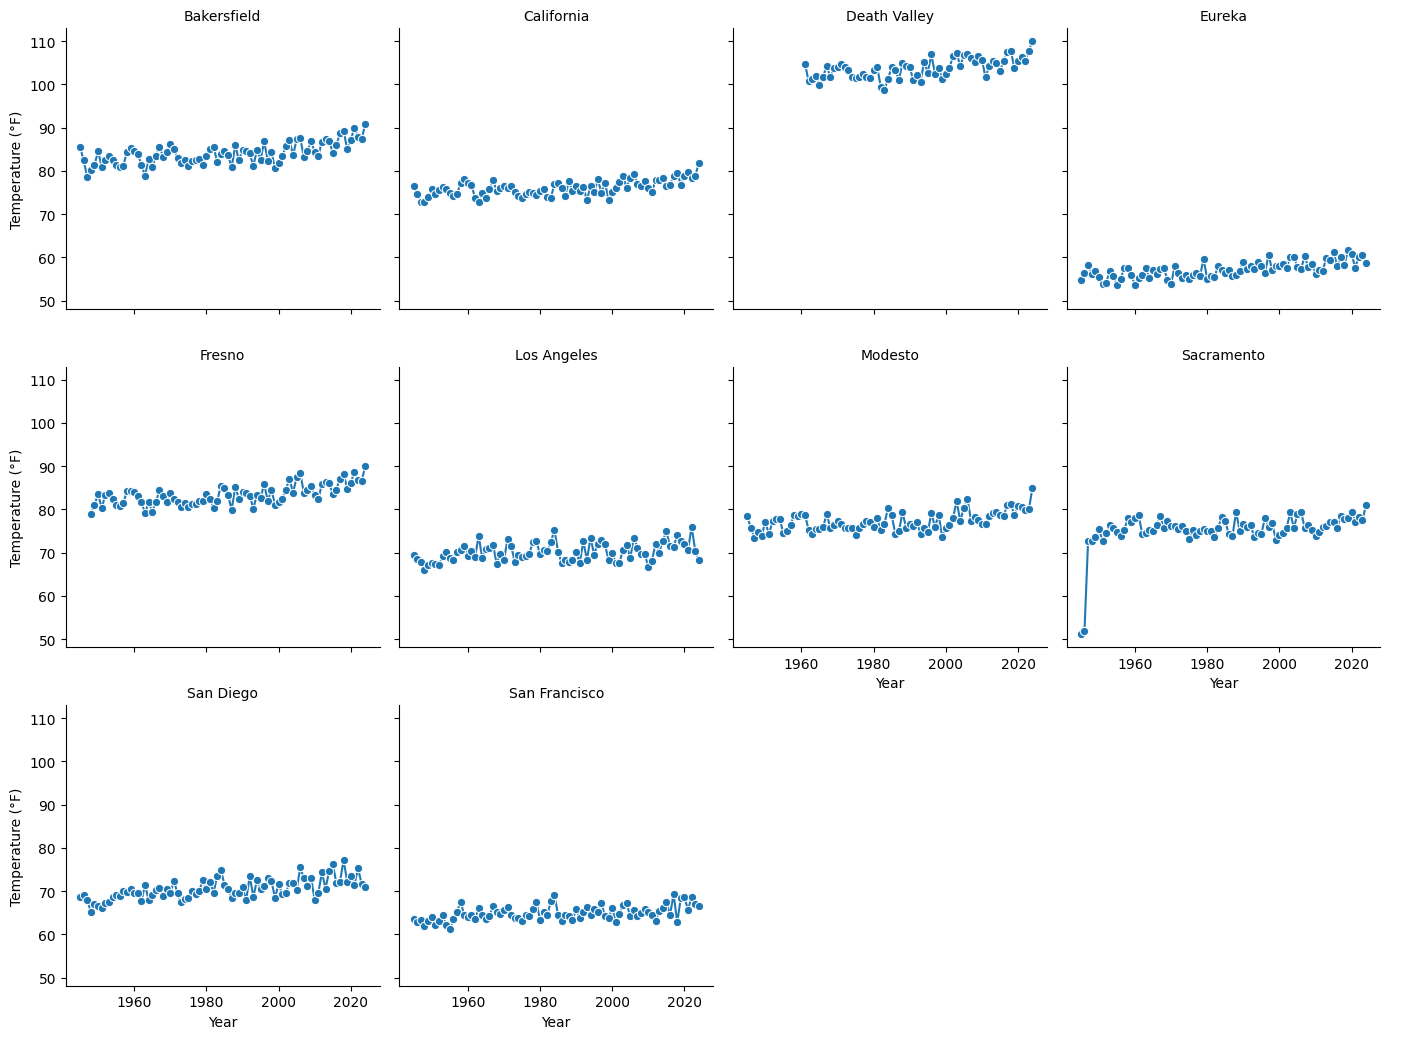 Bakersfield
California
Death Valley
Eureka
110
100
90
80
70
60
50
Temperature (°F)
Fresno
Los Angeles
Modesto
Sacramento
110
100
90
80
70
60
50
Temperature (°F)
1960 1980 2000 2020
Year
1960 1980 2000 2020
Year
San Diego
San Francisco
110
100
90
80
70
60
50
Temperature (°F)
1960 1980 2000 2020
Year
1960 1980 2000 2020
Year